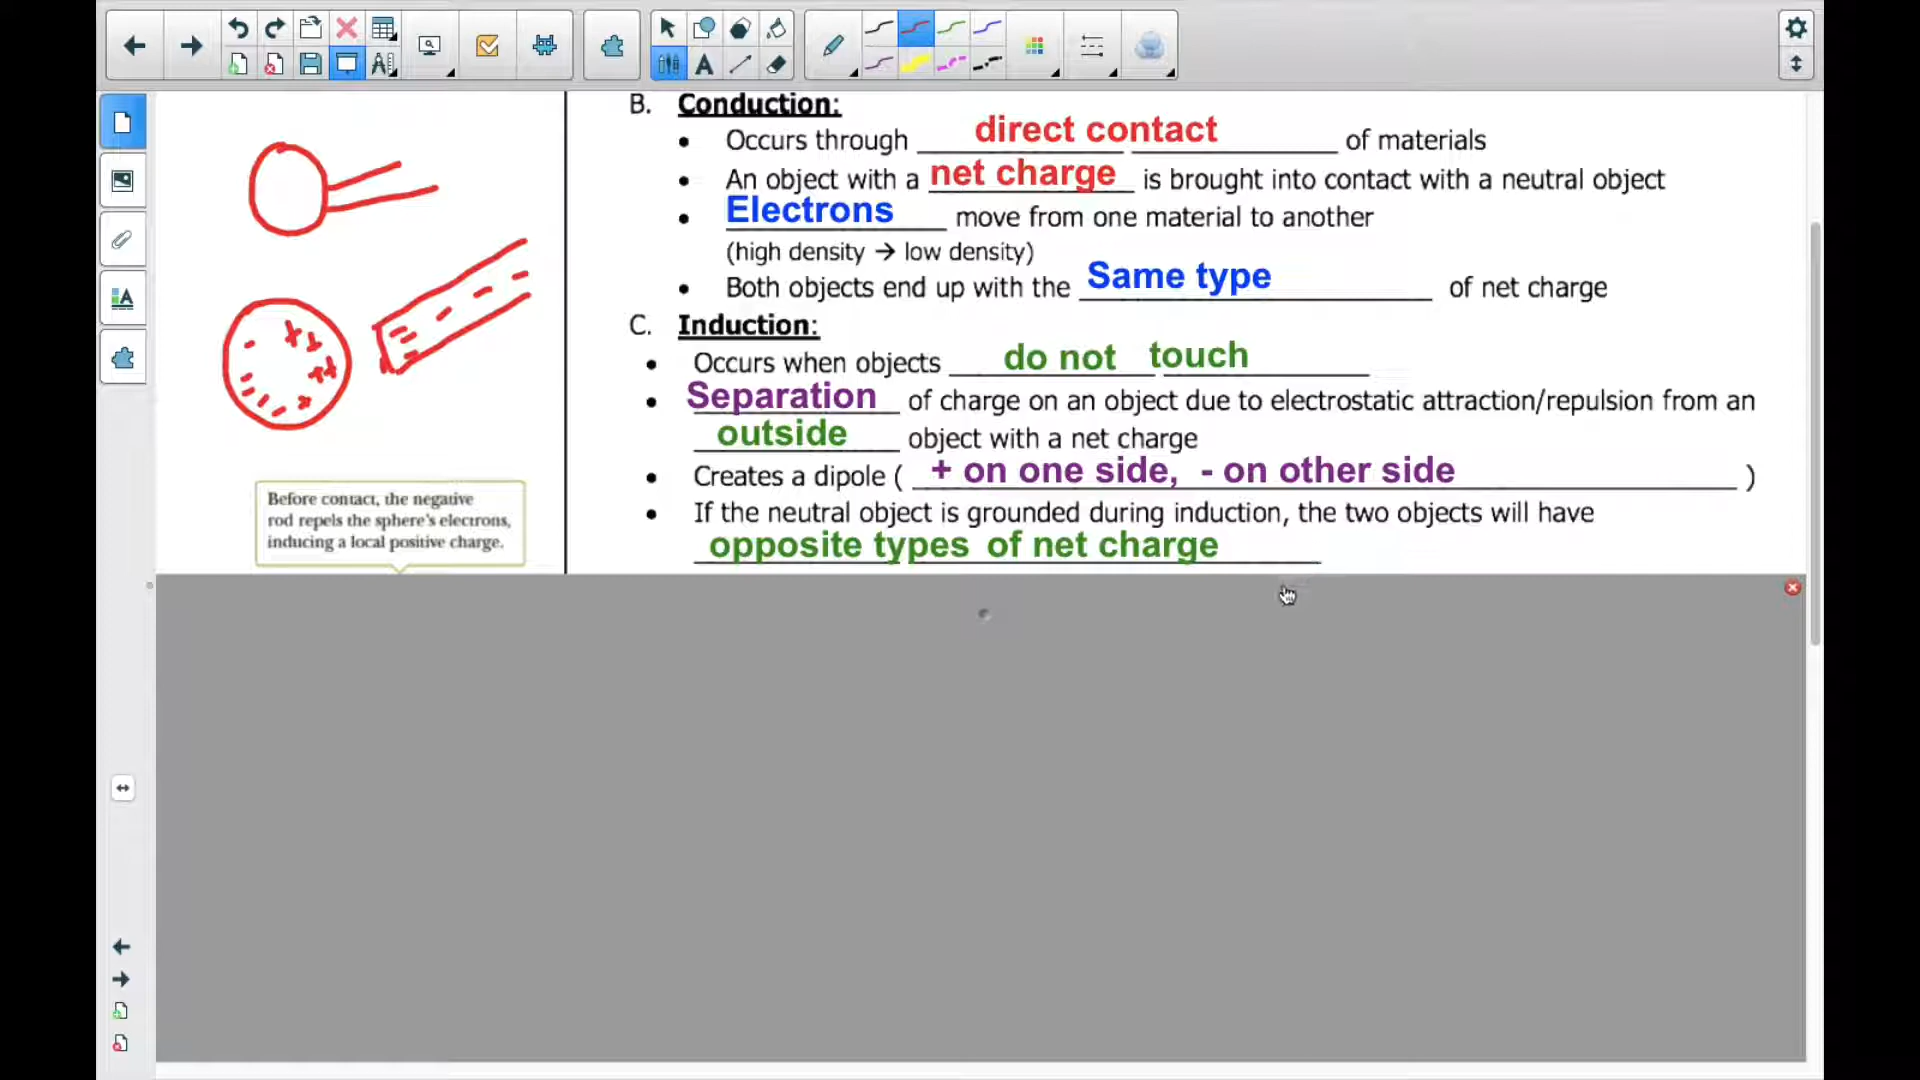 B. Conduction:
• Occurs through direct contact of materials
• An object with a net charge is brought into contact with a neutral object
• Electrons move from one material to another
(high density → low density)
• Both objects end up with the Same type of net charge
C. Induction:
• Occurs when objects do not touch
• Separation of charge on an object due to electrostatic attraction/repulsion from an
outside object with a net charge
• Creates a dipole ( + on one side, - on other side )
• If the neutral object is grounded during induction, the two objects will have
opposite types of net charge
Before contact, the negative
rod repels the sphere's electrons,
inducing a local positive charge.